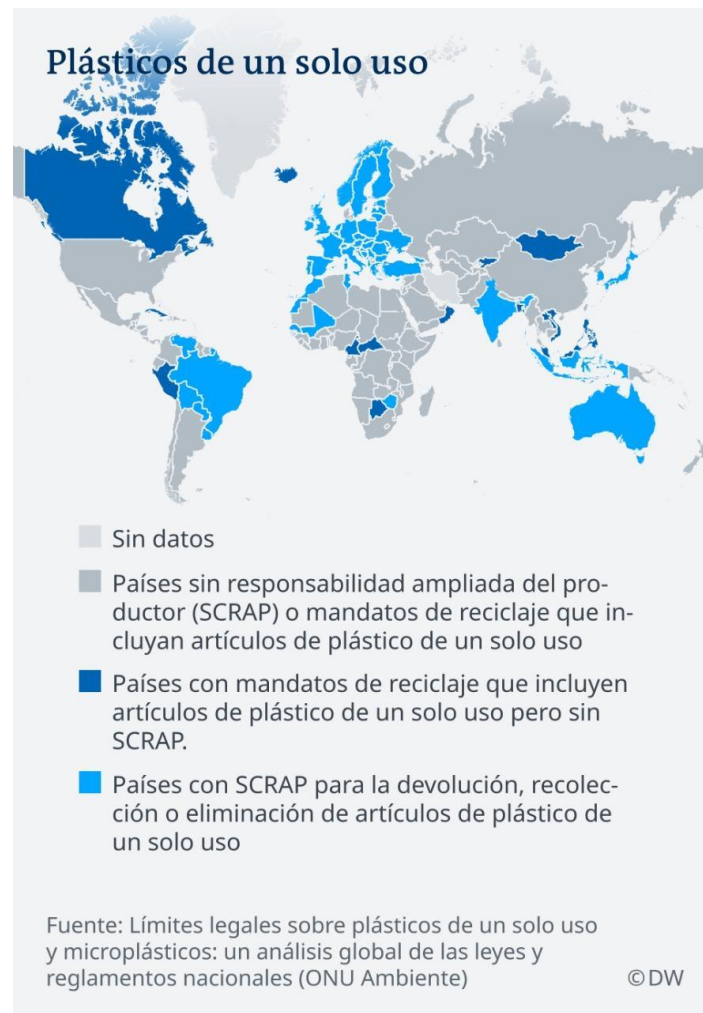 Plásticos de un solo uso
Sin datos
Países sin responsabilidad ampliada del pro-
ductor (SCRAP) o mandatos de reciclaje que in-
cluyan artículos de plástico de un solo uso
Países con mandatos de reciclaje que incluyen
artículos de plástico de un solo uso pero sin
SCRAP.
Países con SCRAP para la devolución, recolec-
ción o eliminación de artículos de plástico de
un solo uso
Fuente: Límites legales sobre plásticos de un solo uso
y microplásticos: un análisis global de las leyes y
reglamentos nacionales (ONU Ambiente)
©DW